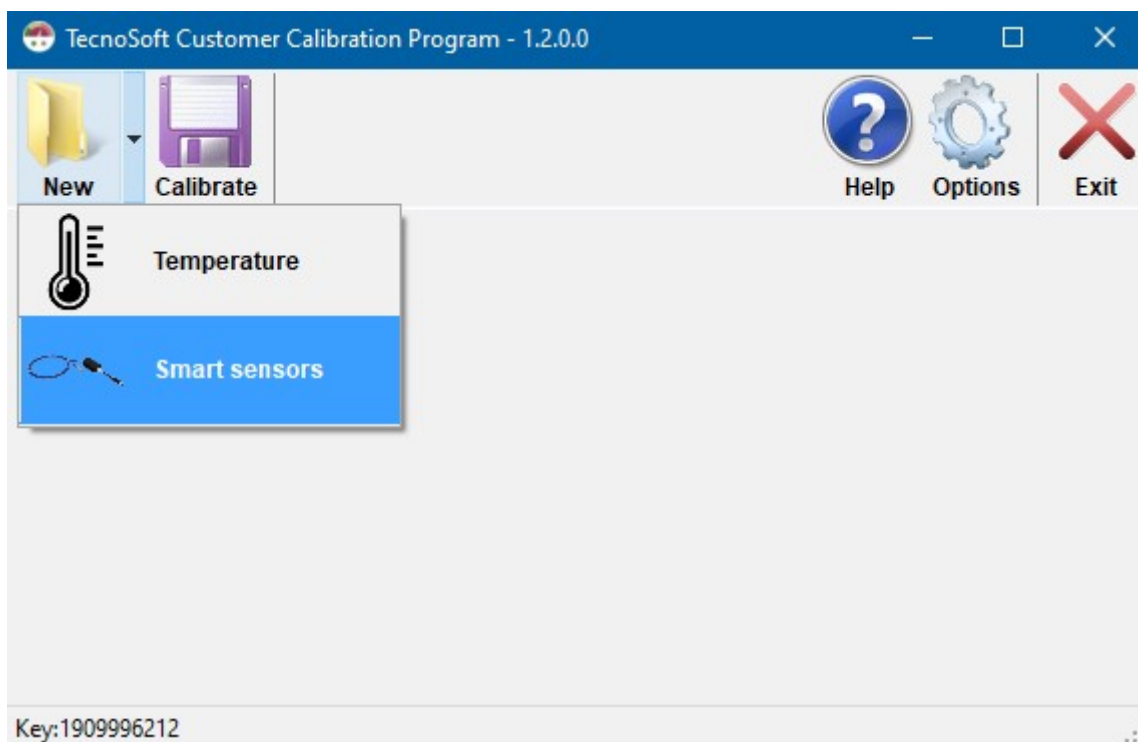 TecnoSoft Customer Calibration Program - 1.2.0.0
New Calibrate Help Options Exit
Temperature
Smart sensors
Key:1909996212